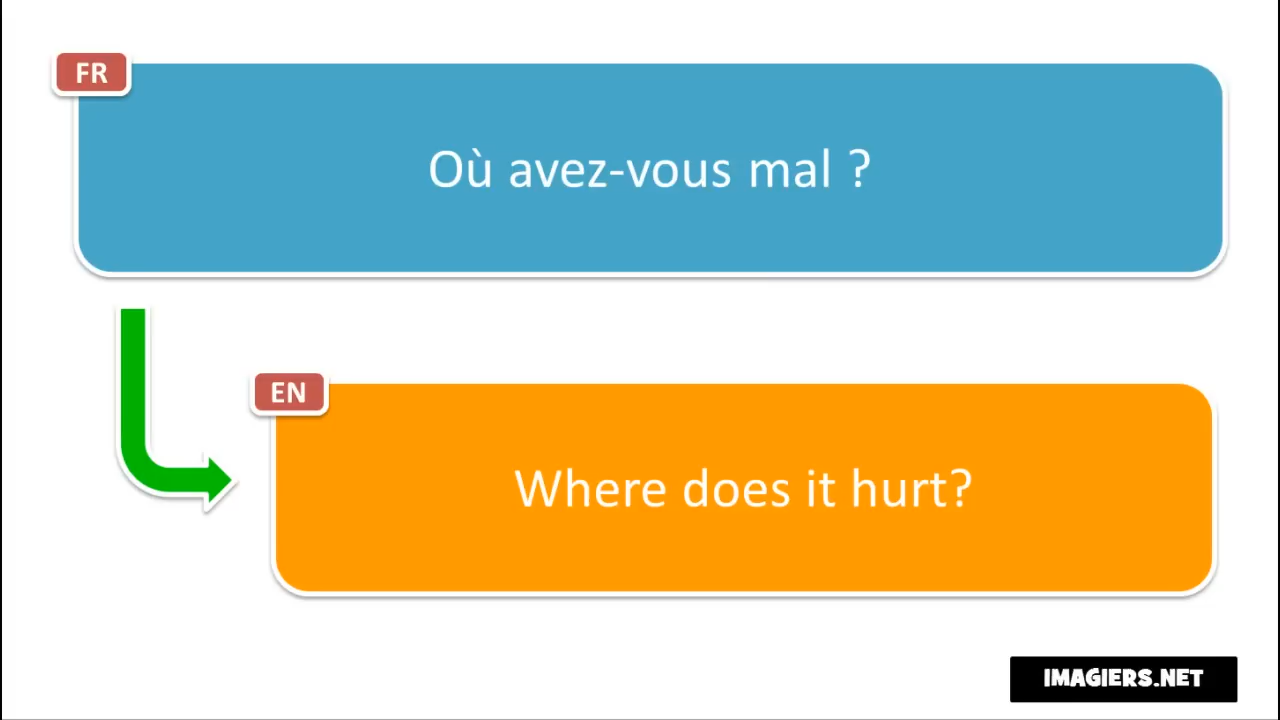 FR
Où avez-vous mal ?
EN
Where does it hurt?
IMAGIERS.NET